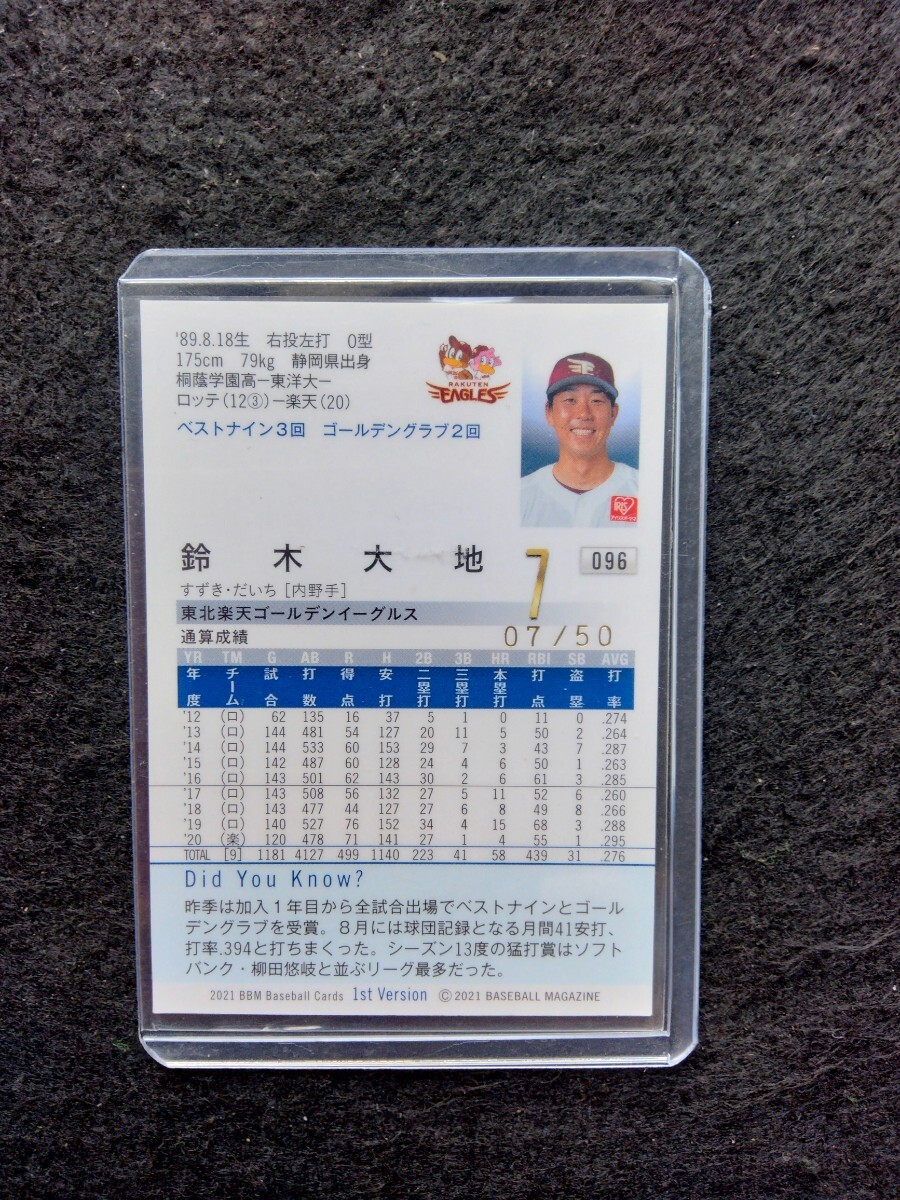 '89.8.18生 右投左打 O型
175cm 79kg 静岡県出身
桐蔭学園高ー東洋大ー
ロッテ(12③)ー楽天(20)
ベストナイン3回 ゴールデングラブ2回
RAKUTEN
EAGLES
鈴木大地 7 096
すずき・だいち [内野手]
東北楽天ゴールデンイーグルス
通算成績 07/50
YR TM G AB R H 2B 3B HR RBI SB AVG
年度 チーム 試合 打数 得点 安打 二塁打 三塁打 本塁打 打点 盗塁 打率
'12 (ロ) 62 135 16 37 5 1 0 11 0 .274
'13 (ロ) 144 481 54 127 20 11 5 50 2 .264
'14 (ロ) 144 533 60 153 29 7 3 43 7 .287
'15 (ロ) 142 487 60 128 24 4 6 50 1 .263
'16 (ロ) 143 501 62 143 30 2 6 61 3 .285
'17 (ロ) 143 508 56 132 27 5 11 52 6 .260
'18 (ロ) 143 477 44 127 27 6 8 49 8 .266
'19 (ロ) 140 527 76 152 34 4 15 68 3 .288
'20 (楽) 120 478 71 141 27 1 4 55 1 .295
TOTAL [9] 1181 4127 499 1140 223 41 58 439 31 .276
Did You Know?
昨季は加入1年目から全試合出場でベストナインとゴール
デングラブを受賞。8月には球団記録となる月間41安打、
打率.394と打ちまくった。シーズン13度の猛打賞はソフト
バンク・柳田悠岐と並ぶリーグ最多だった。
2021 BBM Baseball Cards 1st Version ©2021 BASEBALL MAGAZINE